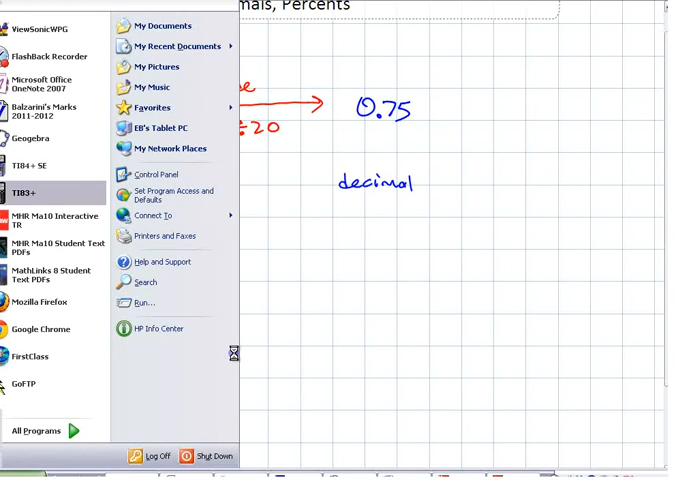 mals, Percents
ViewSonicWPG
FlashBack Recorder
Microsoft Office
OneNote 2007
Balzarini's Marks
2011-2012
Geogebra
TI84+ SE
TI83+
MHR Ma10 Interactive
TR
MHR Ma10 Student Text
PDFs
MathLinks 8 Student
Text PDFs
Mozilla Firefox
Google Chrome
FirstClass
GoFTP
All Programs
My Documents
My Recent Documents
My Pictures
My Music
Favorites
EB's Tablet PC
My Network Places
Control Panel
Set Program Access and
Defaults
Connect To
Printers and Faxes
Help and Support
Search
Run...
HP Info Center
Log Off
Shut Down
÷20
0.75
decimal